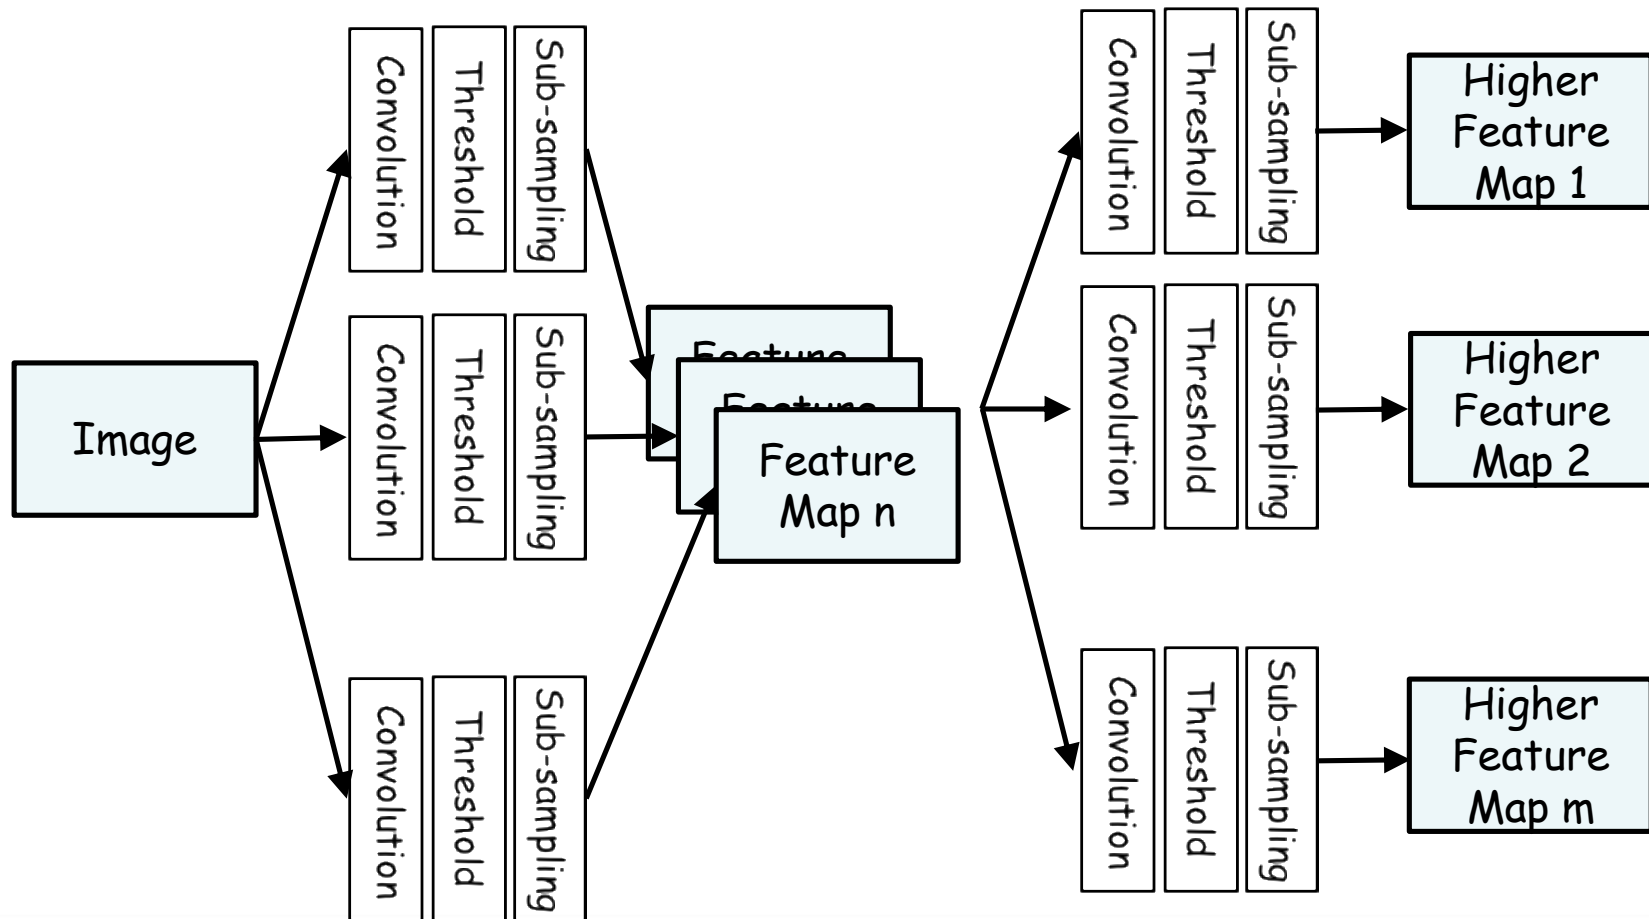 Image
Convolution
Threshold
Sub-sampling
Convolution
Threshold
Sub-sampling
Convolution
Threshold
Sub-sampling
Feature
Feature
Feature
Map n
Convolution
Threshold
Sub-sampling
Higher
Feature
Map 1
Convolution
Threshold
Sub-sampling
Higher
Feature
Map 2
Convolution
Threshold
Sub-sampling
Higher
Feature
Map m